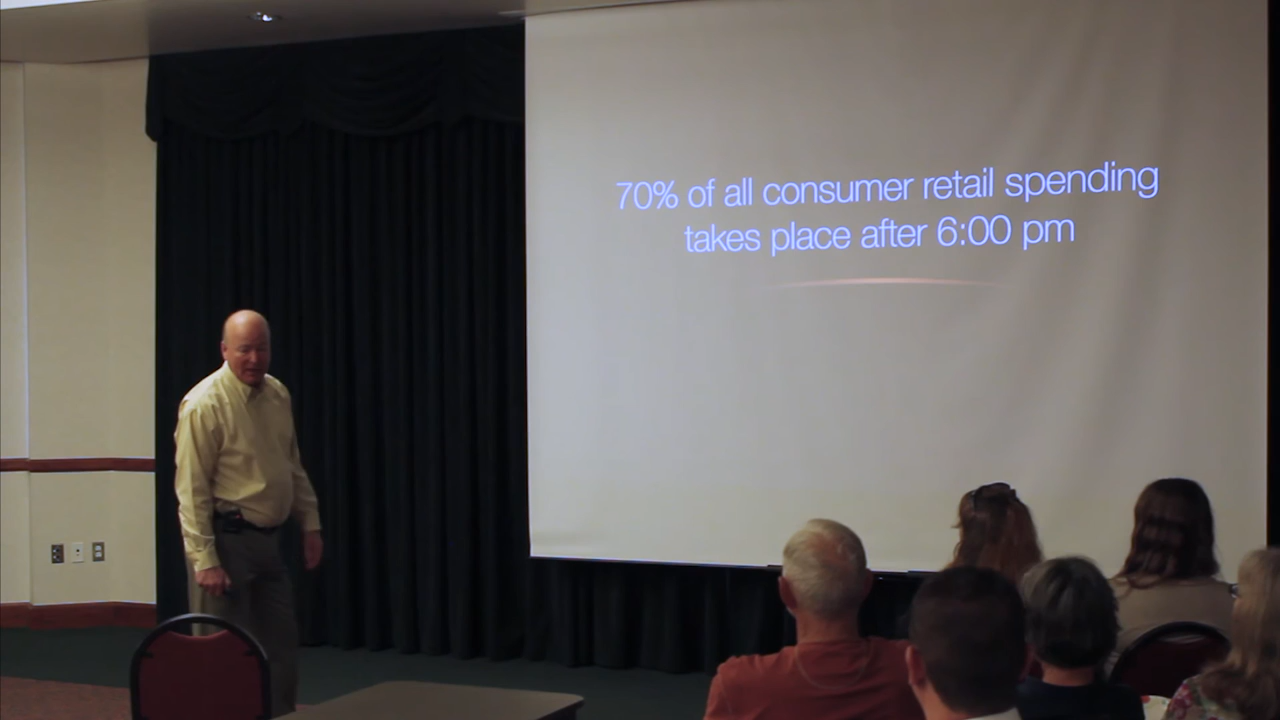 70% of all consumer retail spending
takes place after 6:00 pm